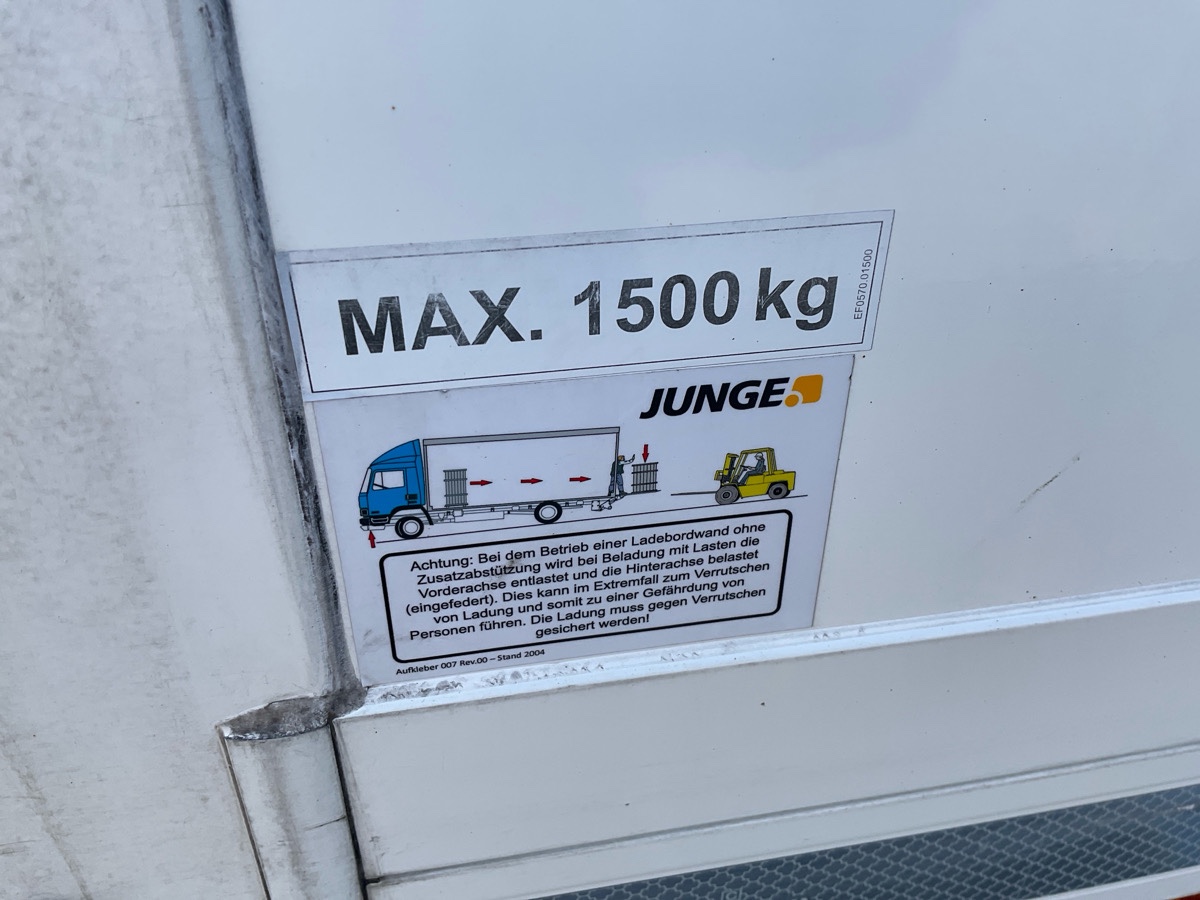 MAX. 1500 kg
EF0570.01500
JUNGE
Achtung: Bei dem Betrieb einer Ladebordwand ohne
Zusatzabstützung wird bei Beladung mit Lasten die
Vorderachse entlastet und die Hinterachse belastet
(eingefedert). Dies kann im Extremfall zum Verrutschen
von Ladung und somit zu einer Gefährdung von
Personen führen. Die Ladung muss gegen Verrutschen
gesichert werden!
Aufkleber 007 Rev.00 – Stand 2004